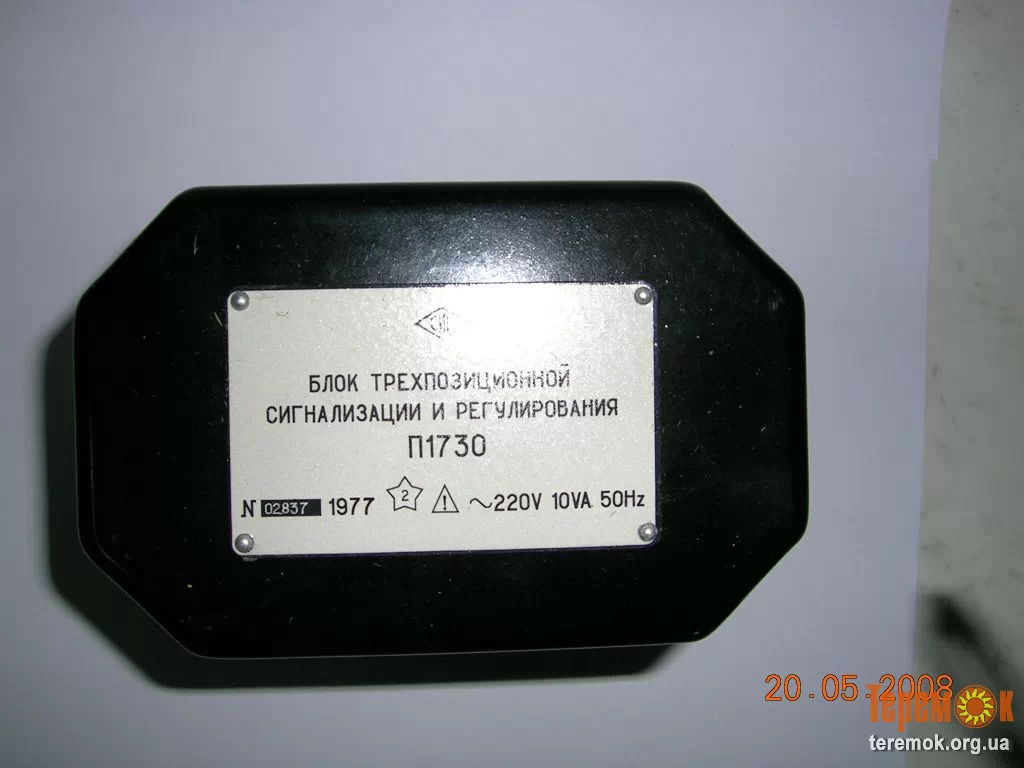 БЛОК ТРЕХПОЗИЦИОННОЙ
СИГНАЛИЗАЦИИ И РЕГУЛИРОВАНИЯ
П1730
№ 02837 1977 2 ! ~220V 10VA 50Hz
20.05.2008
Теремок
teremok.org.ua